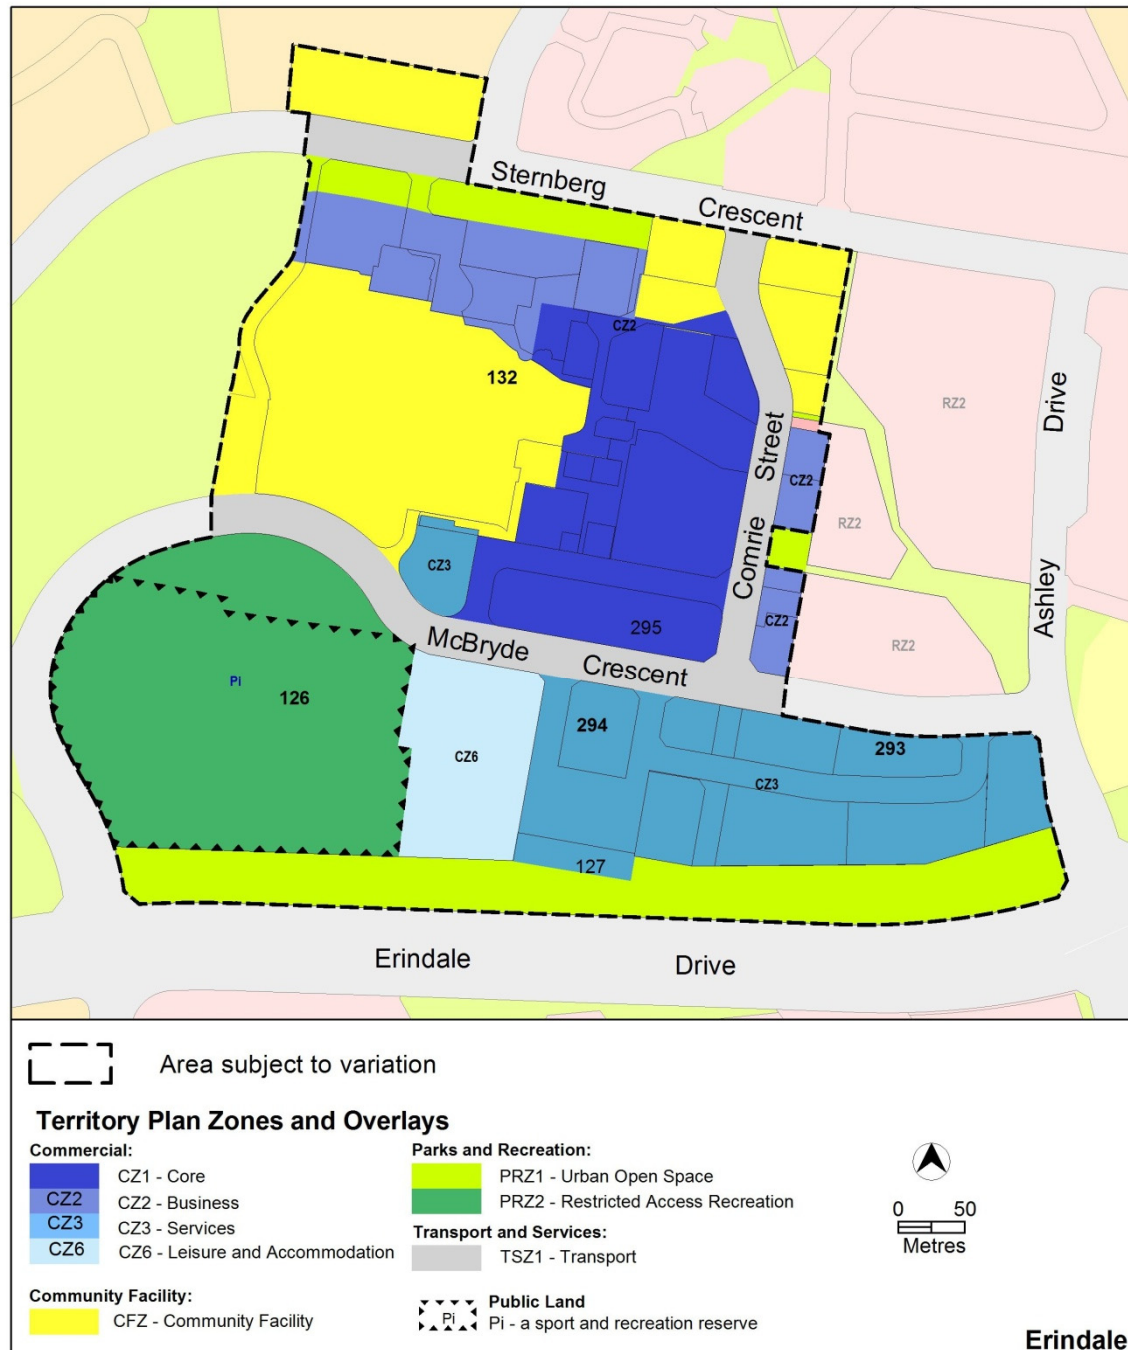 Sternberg
Crescent
CZ2
132
RZ2
Drive
Street
CZ2
RZ2
CZ3
Comrie
Ashley
CZ2
295
McBryde
Crescent
RZ2
Pi
126
294
293
CZ6
CZ3
127
Erindale
Drive
Area subject to variation
Territory Plan Zones and Overlays
Commercial:
CZ1 - Core
CZ2 CZ2 - Business
CZ3 CZ3 - Services
CZ6 CZ6 - Leisure and Accommodation
Community Facility:
CFZ - Community Facility
Parks and Recreation:
PRZ1 - Urban Open Space
PRZ2 - Restricted Access Recreation
Transport and Services:
TSZ1 - Transport
Public Land
Pi Pi - a sport and recreation reserve
0 50
Metres
Erindale